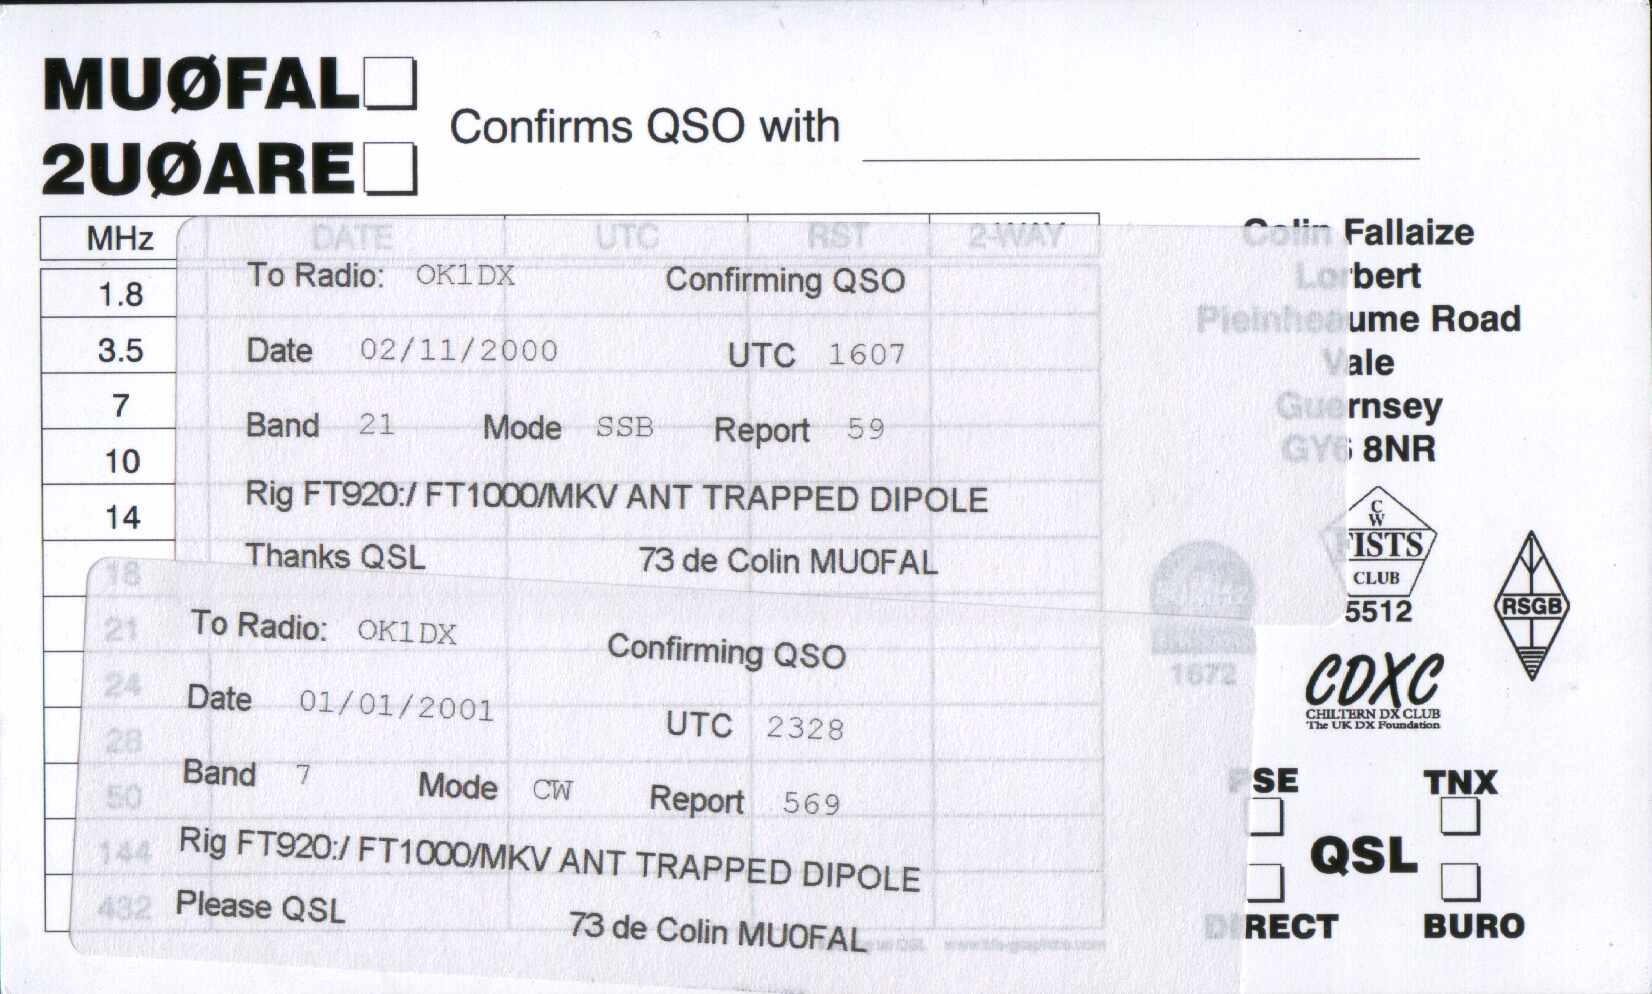 MUØFAL
2UØARE
Confirms QSO with
MHz DATE UTC RST 2-WAY
1.8
3.5
7
10
14
18
21
24
28
50
144
432
To Radio: OK1DX Confirming QSO
Date 02/11/2000 UTC 1607
Band 21 Mode SSB Report 59
Rig FT920:/ FT1000/MKV ANT TRAPPED DIPOLE
Thanks QSL 73 de Colin MU0FAL
To Radio: OK1DX Confirming QSO
Date 01/01/2001 UTC 2328
Band 7 Mode CW Report 569
Rig FT920:/ FT1000/MKV ANT TRAPPED DIPOLE
Please QSL 73 de Colin MU0FAL
Colin Fallaize
Lorbert
Pleinheaume Road
Vale
Guernsey
GY6 8NR
CW
FISTS
CLUB
5512
RSGB
1672
CDXC
CHILTERN DX CLUB
The UK DX Foundation
PSE TNX
QSL
DIRECT BURO